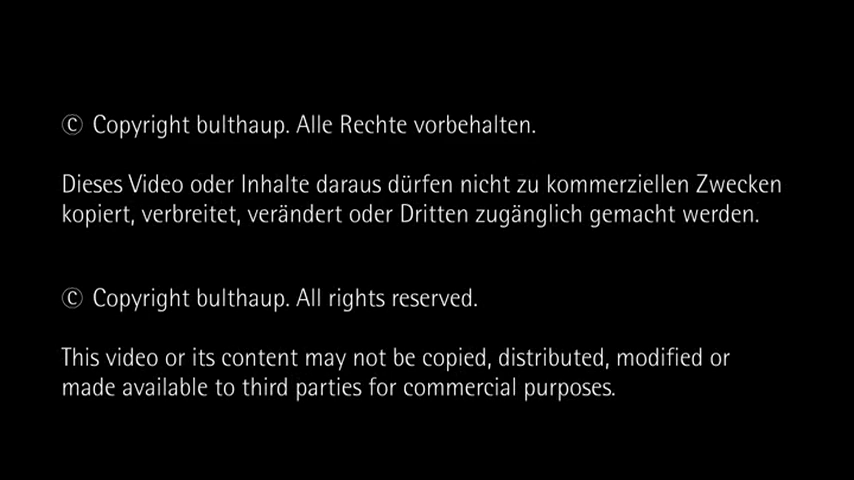 © Copyright bulthaup. Alle Rechte vorbehalten.
Dieses Video oder Inhalte daraus dürfen nicht zu kommerziellen Zwecken
kopiert, verbreitet, verändert oder Dritten zugänglich gemacht werden.
© Copyright bulthaup. All rights reserved.
This video or its content may not be copied, distributed, modified or
made available to third parties for commercial purposes.